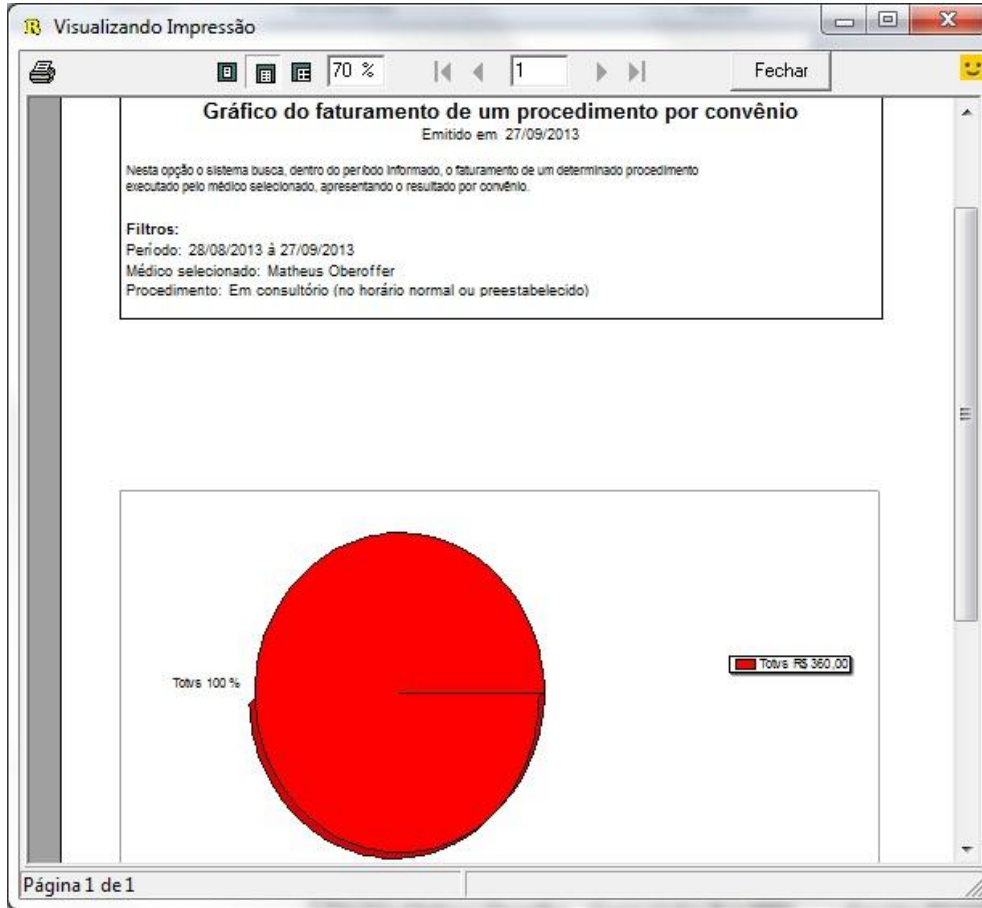 Visualizando Impressão
70 %
1
Fechar
Gráfico do faturamento de um procedimento por convênio
Emitido em 27/09/2013
Nesta opção o sistema busca, dentro do período informado, o faturamento de um determinado procedimento
executado pelo médico selecionado, apresentando o resultado por convênio.
Filtros:
Período: 28/08/2013 à 27/09/2013
Médico selecionado: Matheus Oberoffer
Procedimento: Em consultório (no horário normal ou preestabelecido)
Totvs R$ 360,00
Totvs 100 %
Página 1 de 1